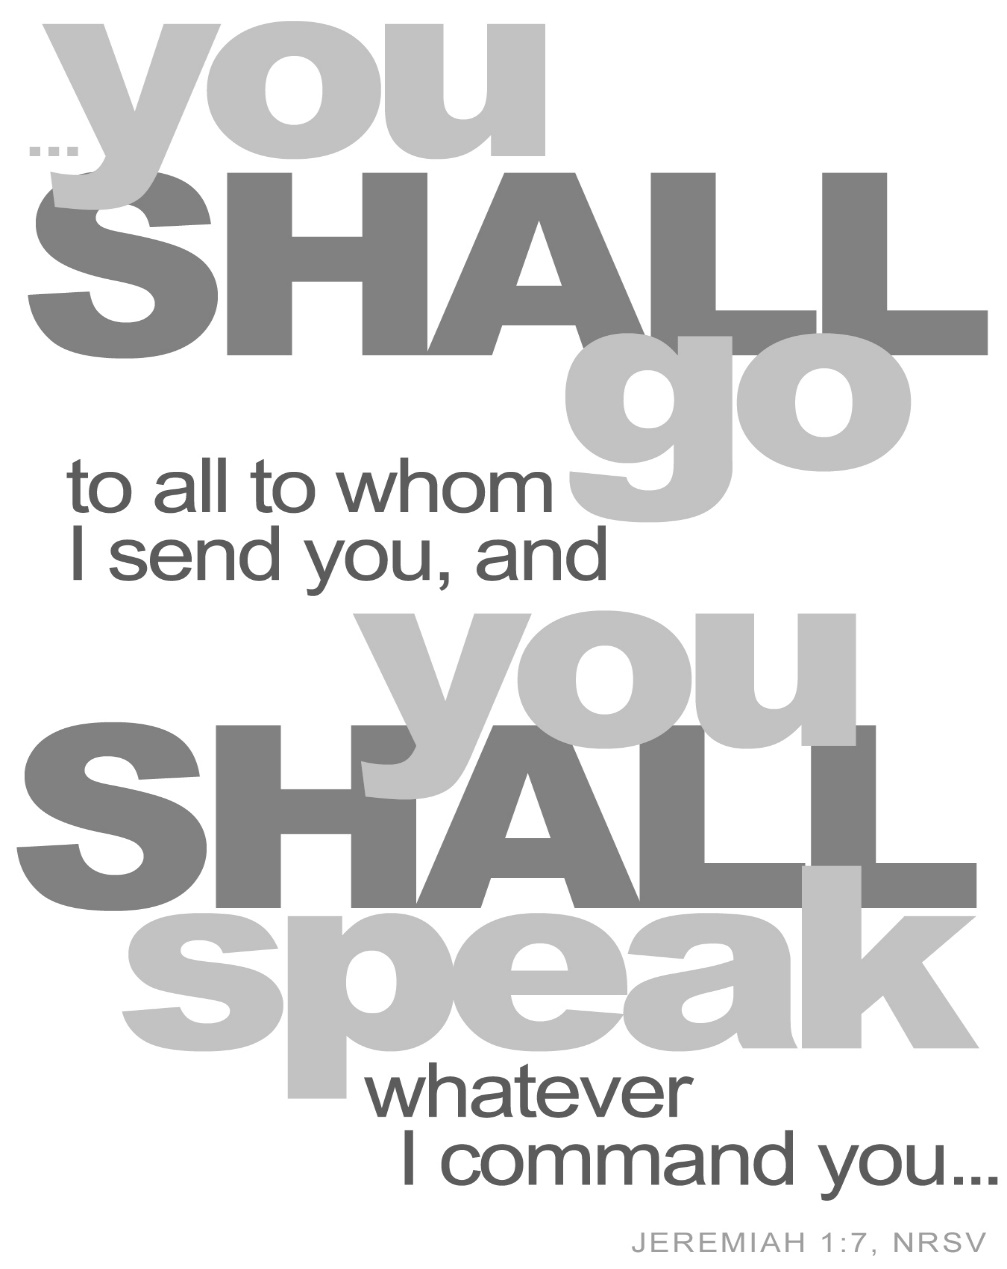 ...you
SHALL
go
to all to whom
I send you, and
you
SHALL
speak
whatever
I command you...
JEREMIAH 1:7, NRSV